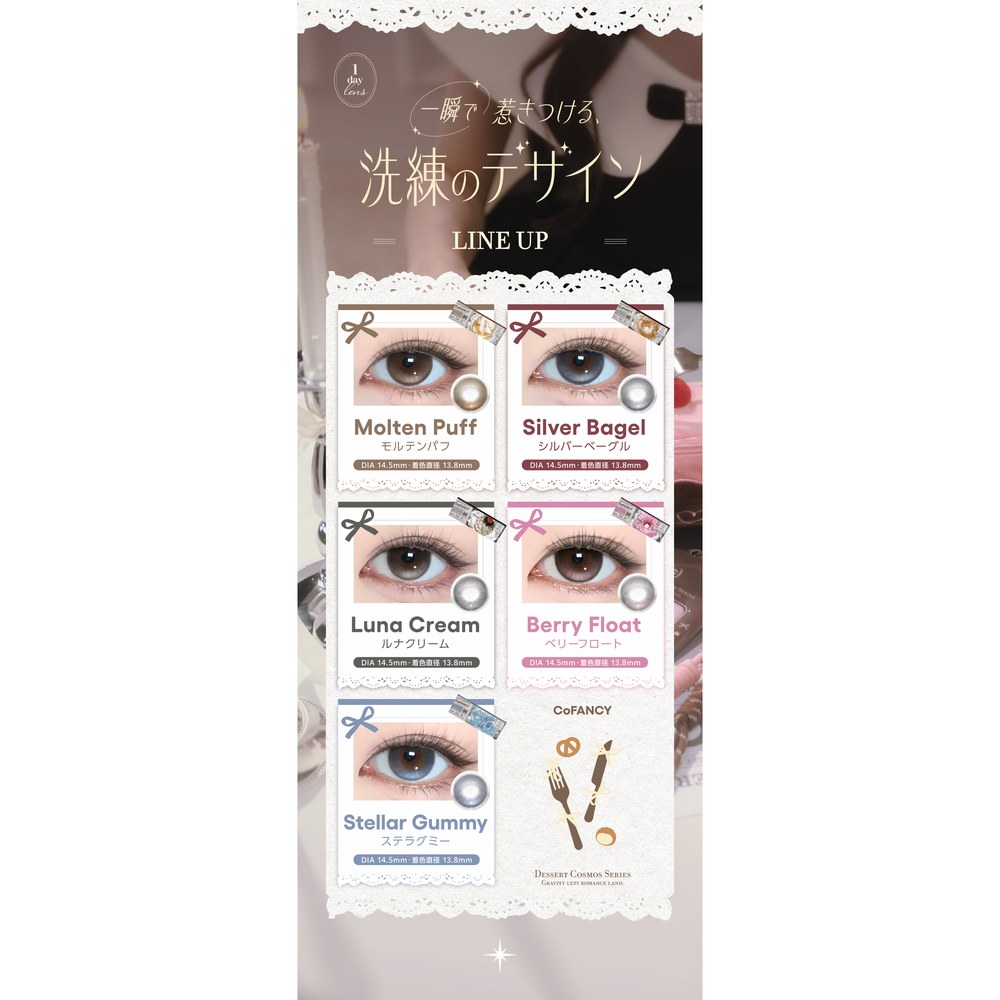 1
day
lens
一瞬で惹きつける、
洗練のデザイン
LINE UP
Molten Puff
モルテンパフ
DIA 14.5mm・着色直径 13.8mm
Silver Bagel
シルバーベーグル
DIA 14.5mm・着色直径 13.8mm
Luna Cream
ルナクリーム
DIA 14.5mm・着色直径 13.8mm
Berry Float
ベリーフロート
DIA 14.5mm・着色直径 13.8mm
Stellar Gummy
ステラグミー
DIA 14.5mm・着色直径 13.8mm
CoFANCY
DESSERT COSMOS SERIES
GRAVITY LETS ROMANCE LAND.